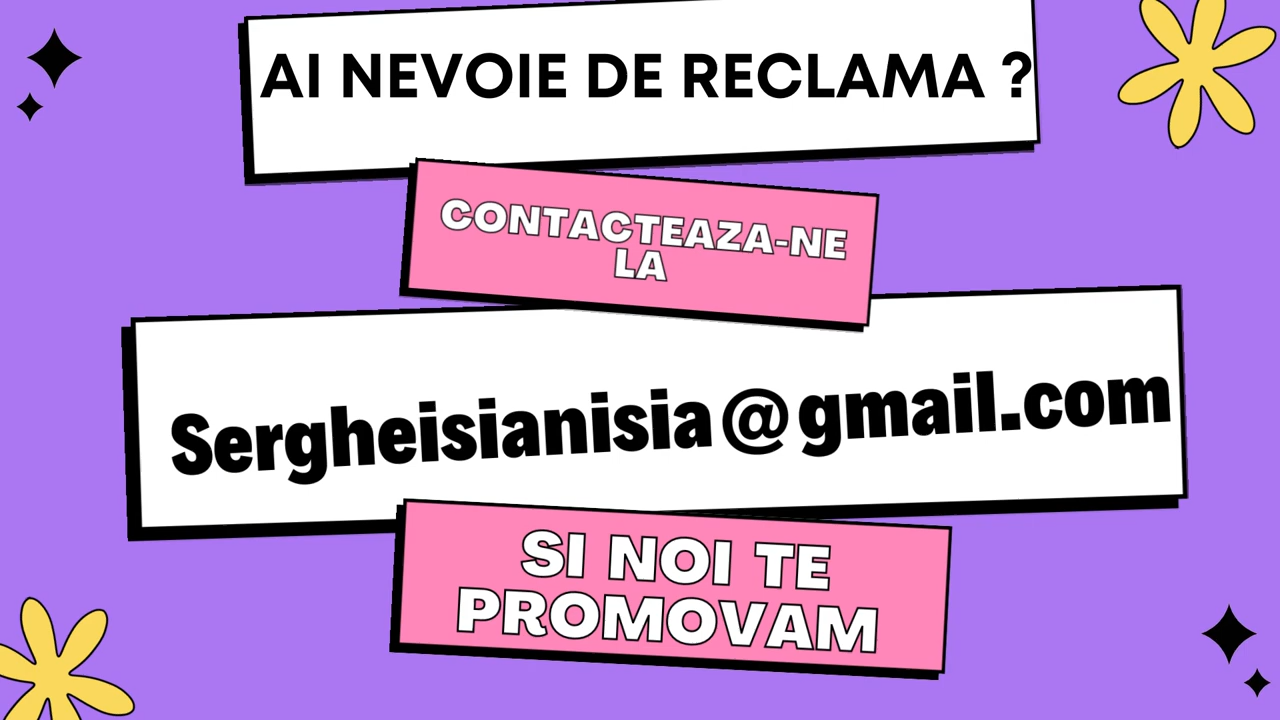 AI NEVOIE DE RECLAMA ?
CONTACTEAZA-NE
LA
Sergheisianisia@gmail.com
SI NOI TE
PROMOVAM